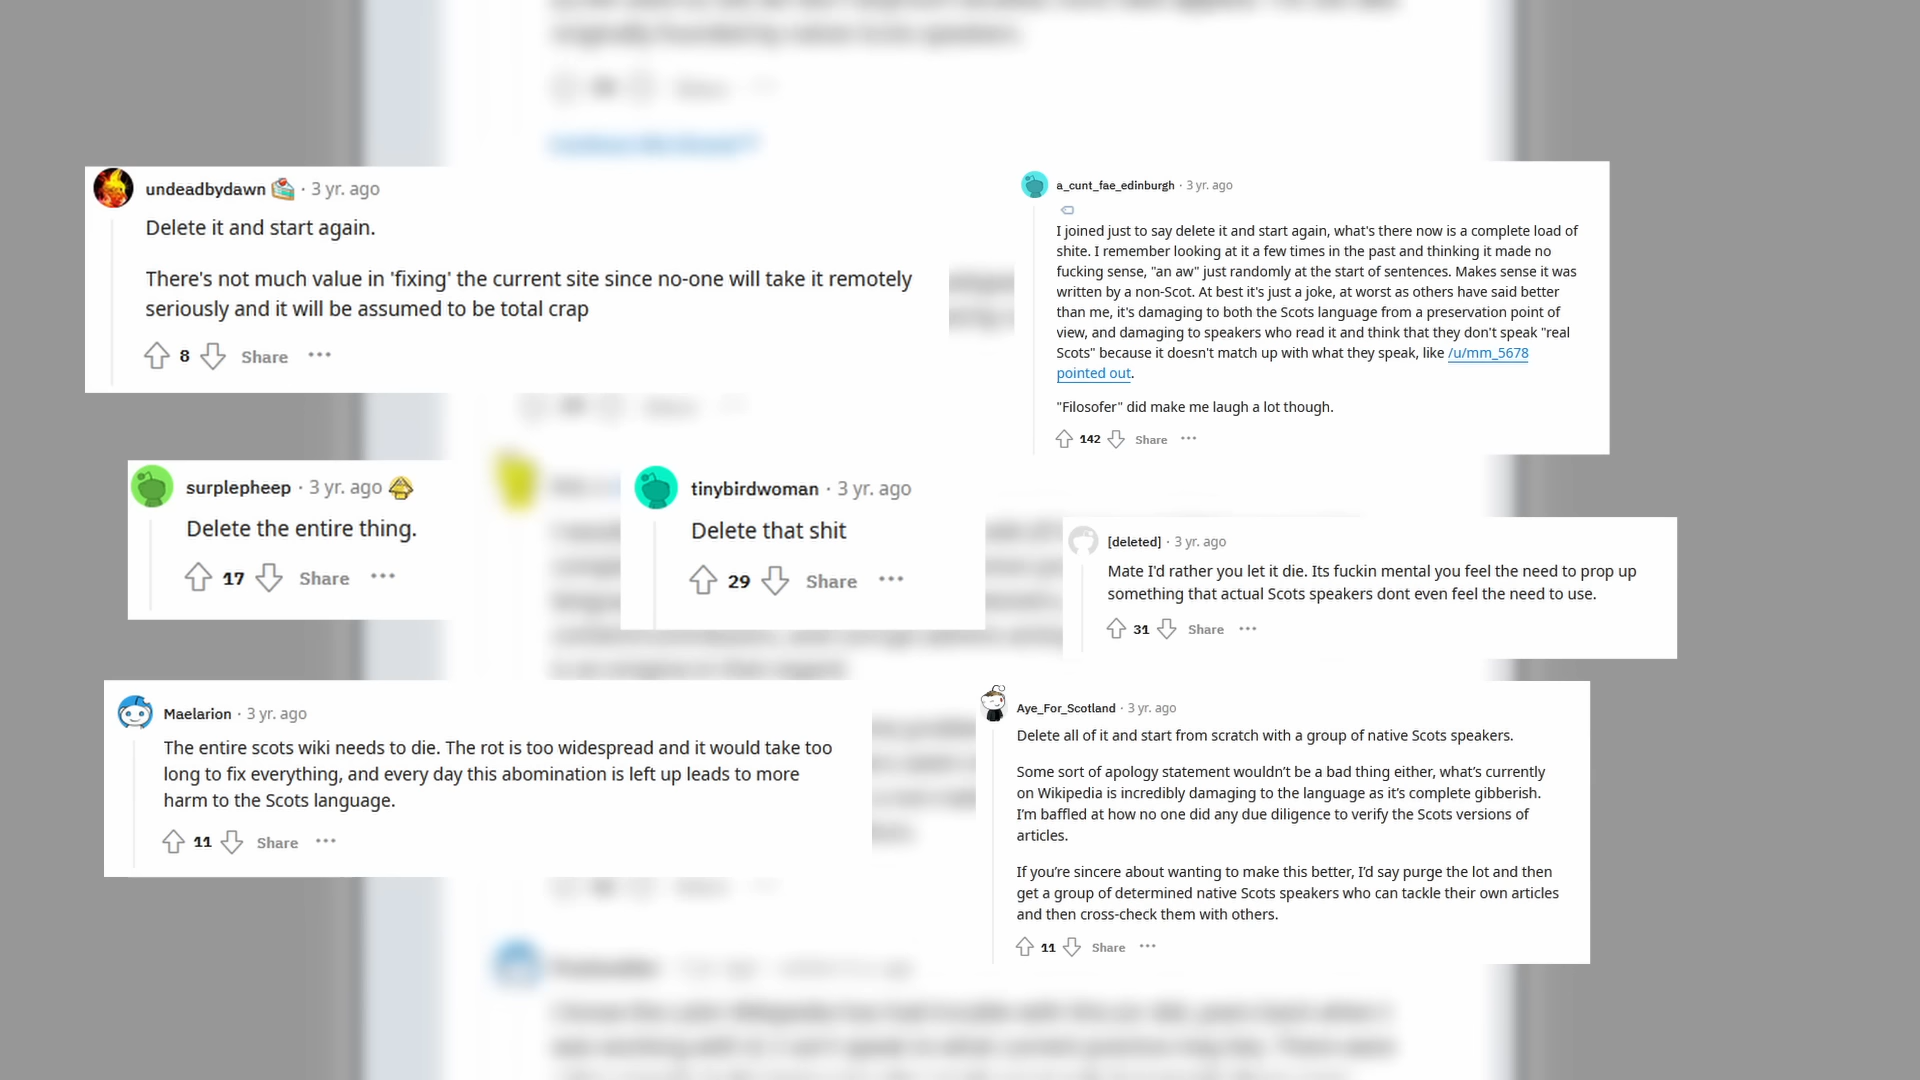 undeadbydawn · 3 yr. ago
Delete it and start again.
There's not much value in 'fixing' the current site since no-one will take it remotely
seriously and it will be assumed to be total crap
8 Share ···
a_cunt_fae_edinburgh · 3 yr. ago
I joined just to say delete it and start again, what's there now is a complete load of
shite. I remember looking at it a few times in the past and thinking it made no
fucking sense, "an aw" just randomly at the start of sentences. Makes sense it was
written by a non-Scot. At best it's just a joke, at worst as others have said better
than me, it's damaging to both the Scots language from a preservation point of
view, and damaging to speakers who read it and think that they don't speak "real
Scots" because it doesn't match up with what they speak, like /u/mm_5678
pointed out.
"Filosofer" did make me laugh a lot though.
142 Share ···
surplepheep · 3 yr. ago
Delete the entire thing.
17 Share ···
tinybirdwoman · 3 yr. ago
Delete that shit
29 Share ···
[deleted] · 3 yr. ago
Mate I'd rather you let it die. Its fuckin mental you feel the need to prop up
something that actual Scots speakers dont even feel the need to use.
31 Share ···
Maelarion · 3 yr. ago
The entire scots wiki needs to die. The rot is too widespread and it would take too
long to fix everything, and every day this abomination is left up leads to more
harm to the Scots language.
11 Share ···
Aye_For_Scotland · 3 yr. ago
Delete all of it and start from scratch with a group of native Scots speakers.
Some sort of apology statement wouldn't be a bad thing either, what's currently
on Wikipedia is incredibly damaging to the language as it's complete gibberish.
I'm baffled at how no one did any due diligence to verify the Scots versions of
articles.
If you're sincere about wanting to make this better, I'd say purge the lot and then
get a group of determined native Scots speakers who can tackle their own articles
and then cross-check them with others.
11 Share ···